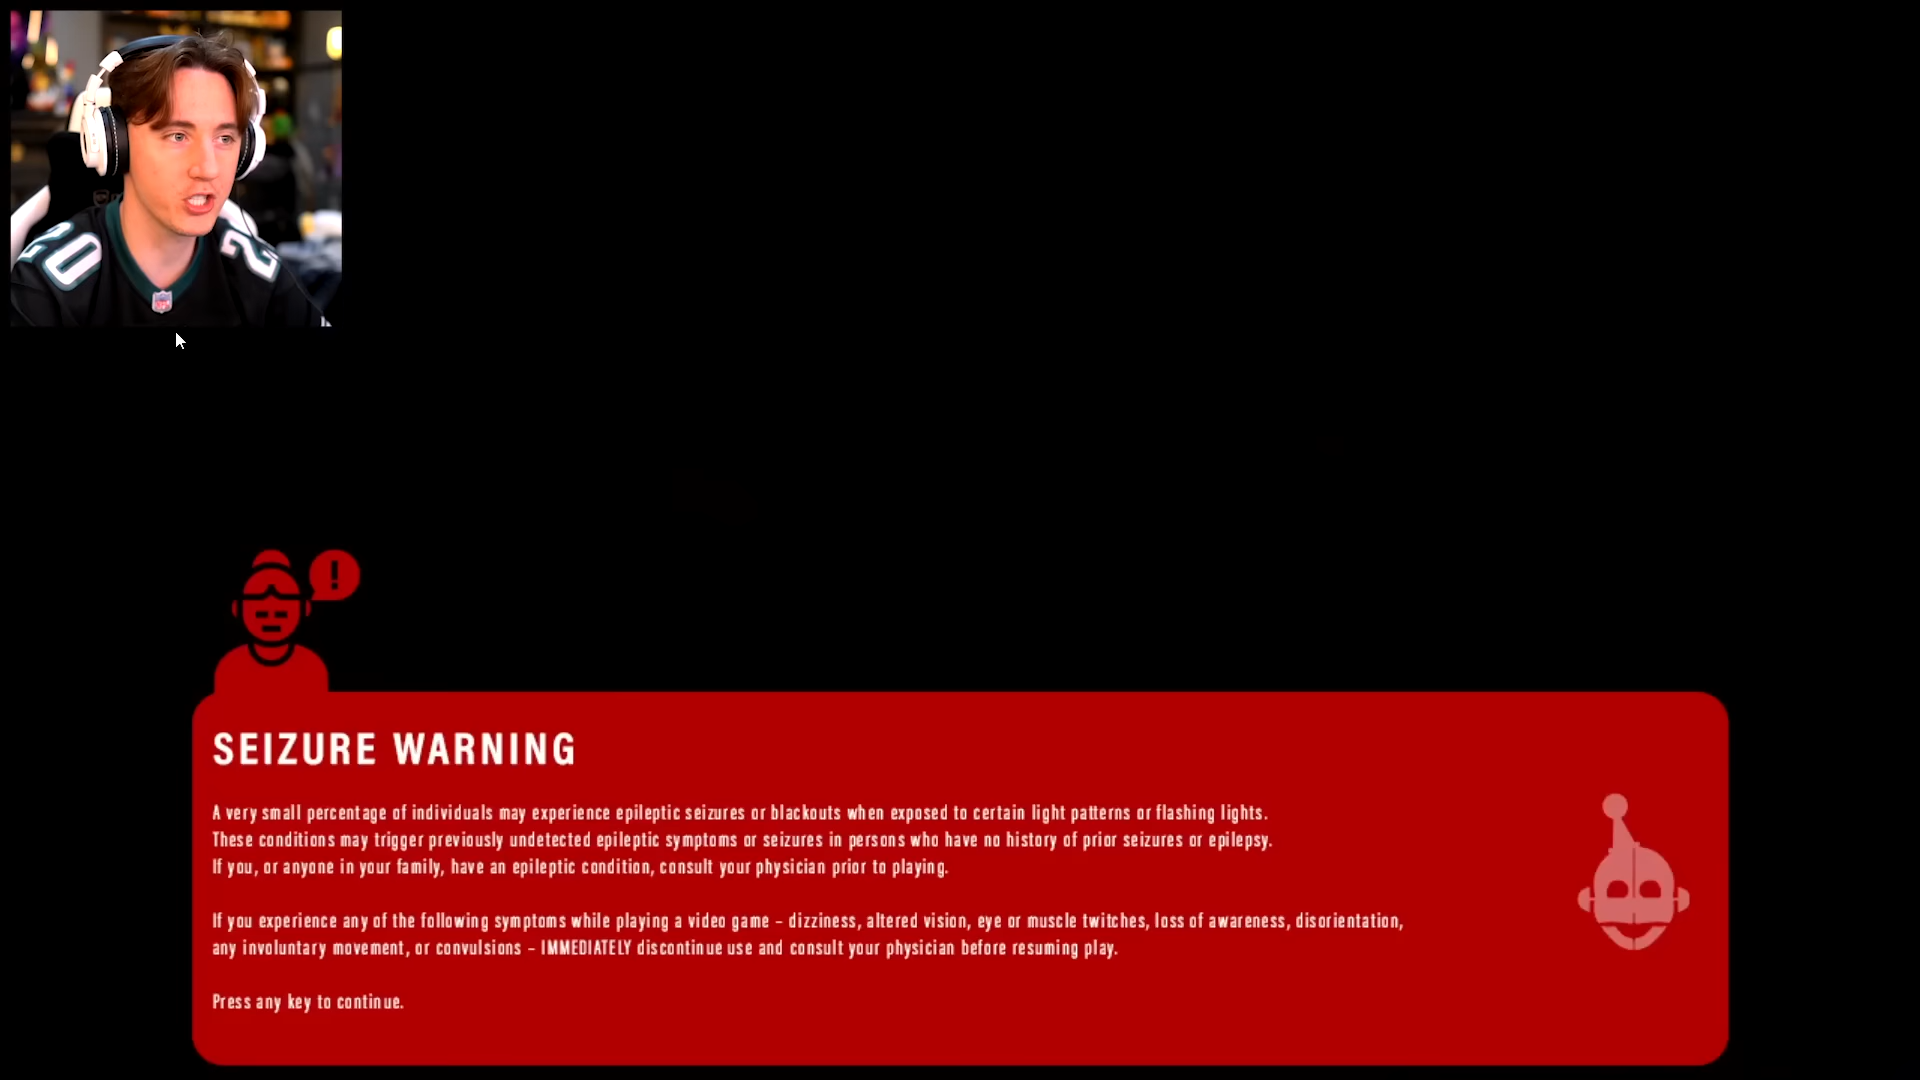 20 2
!
SEIZURE WARNING
A very small percentage of individuals may experience epileptic seizures or blackouts when exposed to certain light patterns or flashing lights.
These conditions may trigger previously undetected epileptic symptoms or seizures in persons who have no history of prior seizures or epilepsy.
If you, or anyone in your family, have an epileptic condition, consult your physician prior to playing.
If you experience any of the following symptoms while playing a video game – dizziness, altered vision, eye or muscle twitches, loss of awareness, disorientation,
any involuntary movement, or convulsions – IMMEDIATELY discontinue use and consult your physician before resuming play.
Press any key to continue.